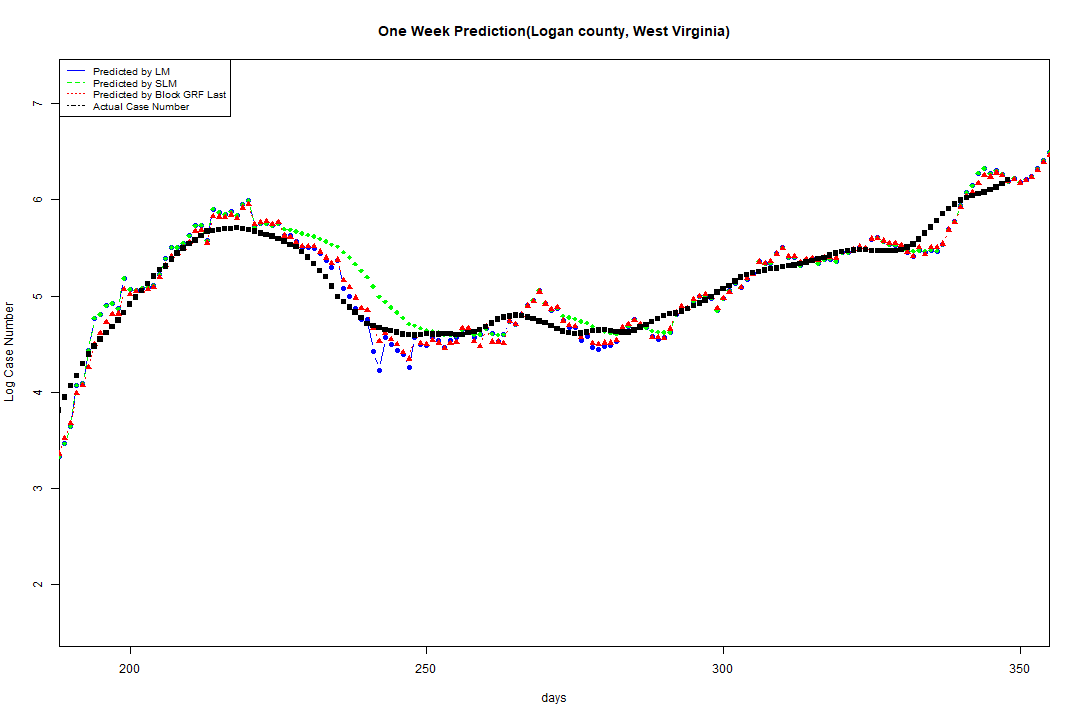 One Week Prediction(Logan county, West Virginia)
Predicted by LM
Predicted by SLM
Predicted by Block GRF Last
Actual Case Number
7
6
5
4
3
2
Log Case Number
200
250
300
350
days